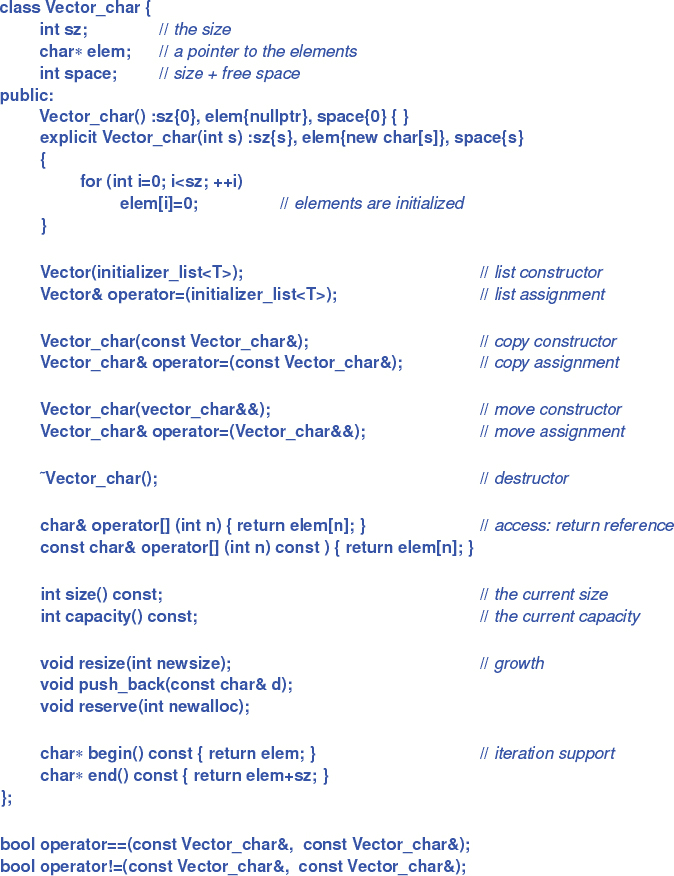 class Vector_char {
int sz; // the size
char* elem; // a pointer to the elements
int space; // size + free space
public:
Vector_char() :sz{0}, elem{nullptr}, space{0} { }
explicit Vector_char(int s) :sz{s}, elem{new char[s]}, space{s}
{
for (int i=0; i<sz; ++i)
elem[i]=0; // elements are initialized
}
Vector(initializer_list<T>); // list constructor
Vector& operator=(initializer_list<T>); // list assignment
Vector_char(const Vector_char&); // copy constructor
Vector_char& operator=(const Vector_char&); // copy assignment
Vector_char(vector_char&&); // move constructor
Vector_char& operator=(Vector_char&&); // move assignment
~Vector_char(); // destructor
char& operator[] (int n) { return elem[n]; } // access: return reference
const char& operator[] (int n) const ) { return elem[n]; }
int size() const; // the current size
int capacity() const; // the current capacity
void resize(int newsize); // growth
void push_back(const char& d);
void reserve(int newalloc);
char* begin() const { return elem; } // iteration support
char* end() const { return elem+sz; }
};
bool operator==(const Vector_char&, const Vector_char&);
bool operator!=(const Vector_char&, const Vector_char&);